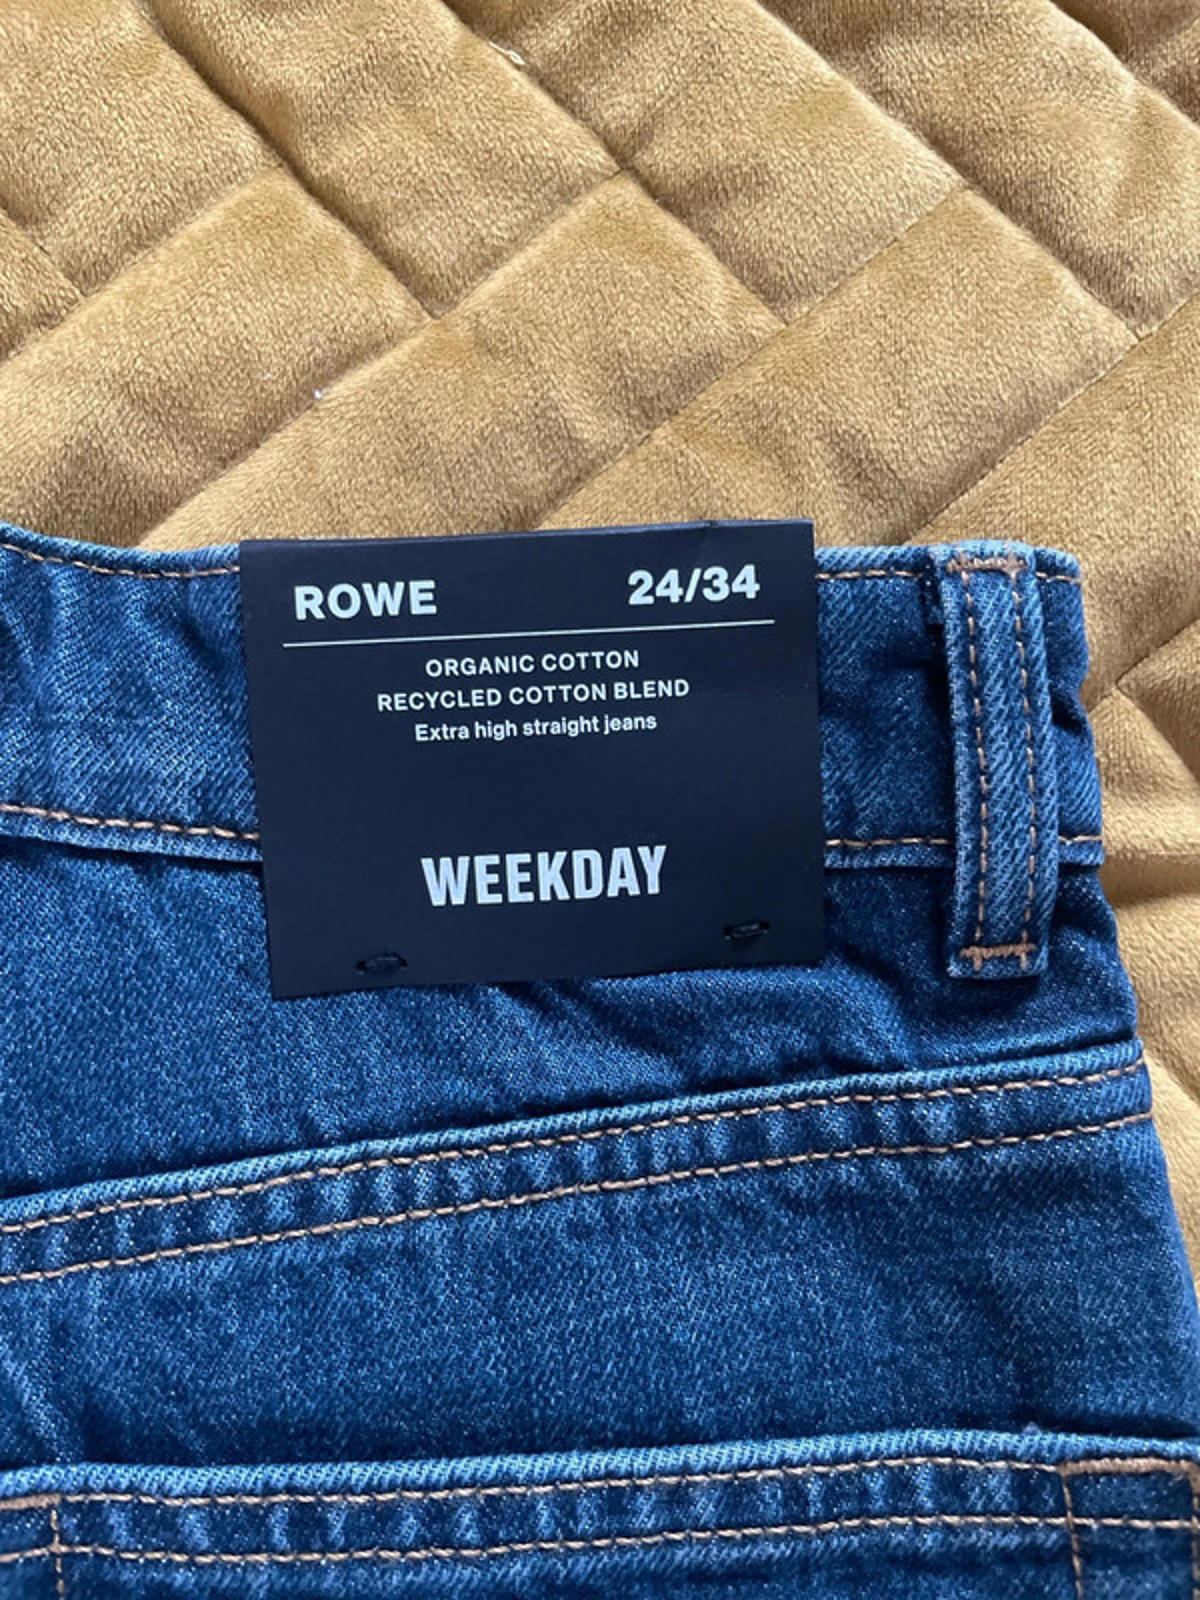 ROWE 24/34
ORGANIC COTTON
RECYCLED COTTON BLEND
Extra high straight jeans
WEEKDAY